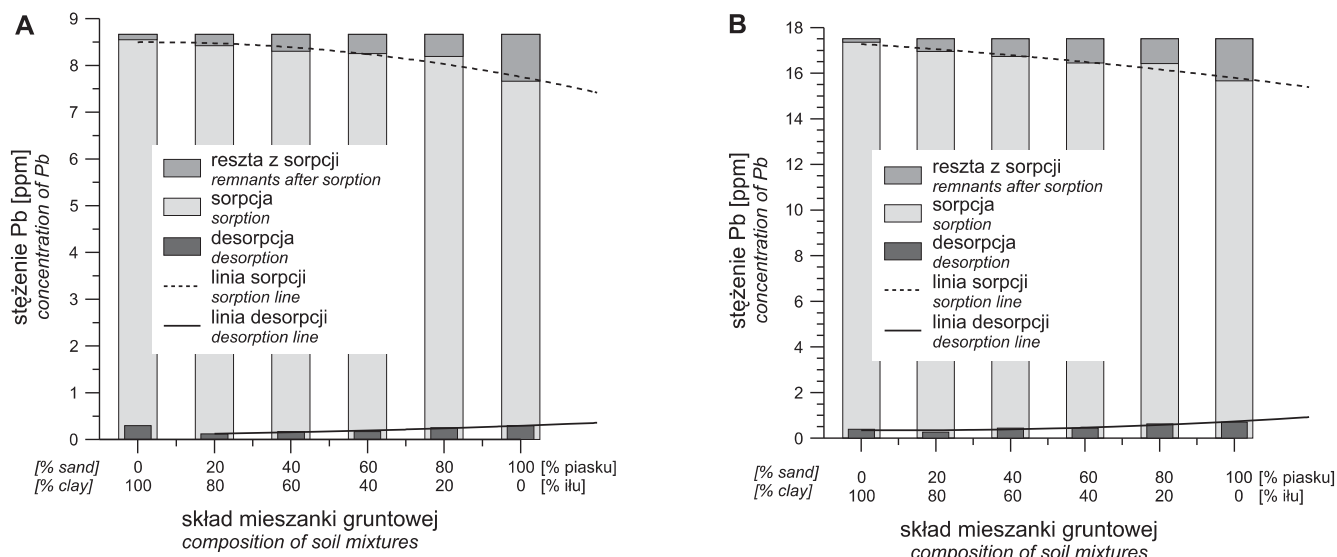 A
9
8
7
6
5
4
3
2
1
0
stężenie Pb [ppm]
concentration of Pb
reszta z sorpcji
remnants after sorption
sorpcja
sorption
desorpcja
desorption
linia sorpcji
sorption line
linia desorpcji
desorption line
[% sand] 0 20 40 60 80 100 [% piasku]
[% clay] 100 80 60 40 20 0 [% iłu]
skład mieszanki gruntowej
composition of soil mixtures
B
18
16
14
12
10
8
6
4
2
0
stężenie Pb [ppm]
concentration of Pb
reszta z sorpcji
remnants after sorption
sorpcja
sorption
desorpcja
desorption
linia sorpcji
sorption line
linia desorpcji
desorption line
[% sand] 0 20 40 60 80 100 [% piasku]
[% clay] 100 80 60 40 20 0 [% iłu]
skład mieszanki gruntowej
composition of soil mixtures